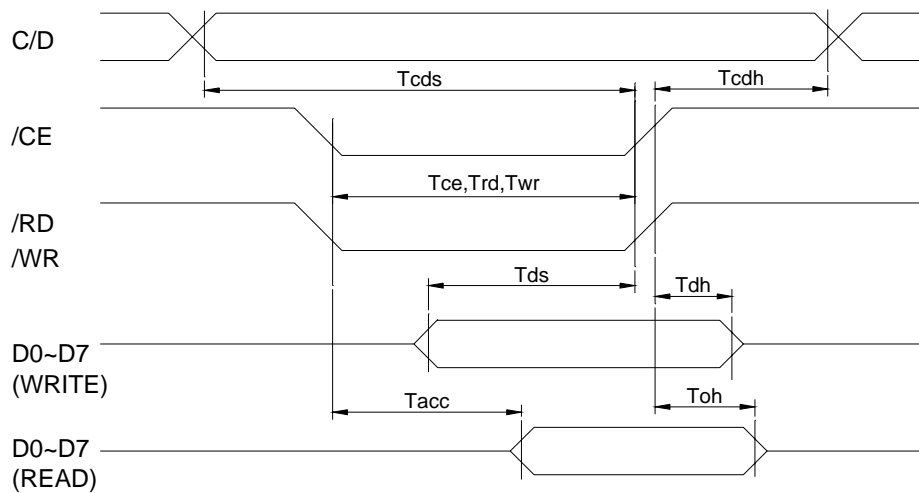 C/D
Tcds
Tcdh
/CE
Tce,Trd,Twr
/RD
/WR
Tds
Tdh
D0~D7
(WRITE)
Tacc
Toh
D0~D7
(READ)